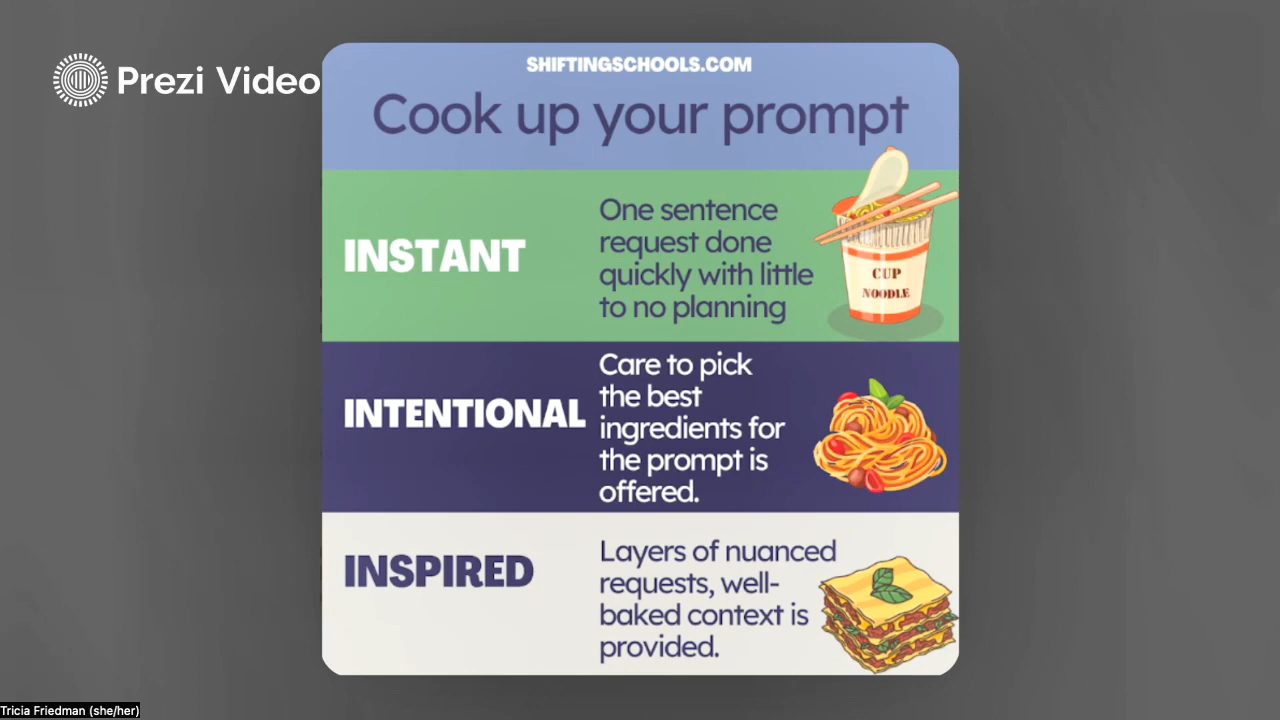 Prezi Video
SHIFTINGSCHOOLS.COM
Cook up your prompt
INSTANT
One sentence
request done
quickly with little
to no planning
CUP
NOODLE
INTENTIONAL
Care to pick
the best
ingredients for
the prompt is
offered.
INSPIRED
Layers of nuanced
requests, well-
baked context is
provided.
Tricia Friedman (she/her)